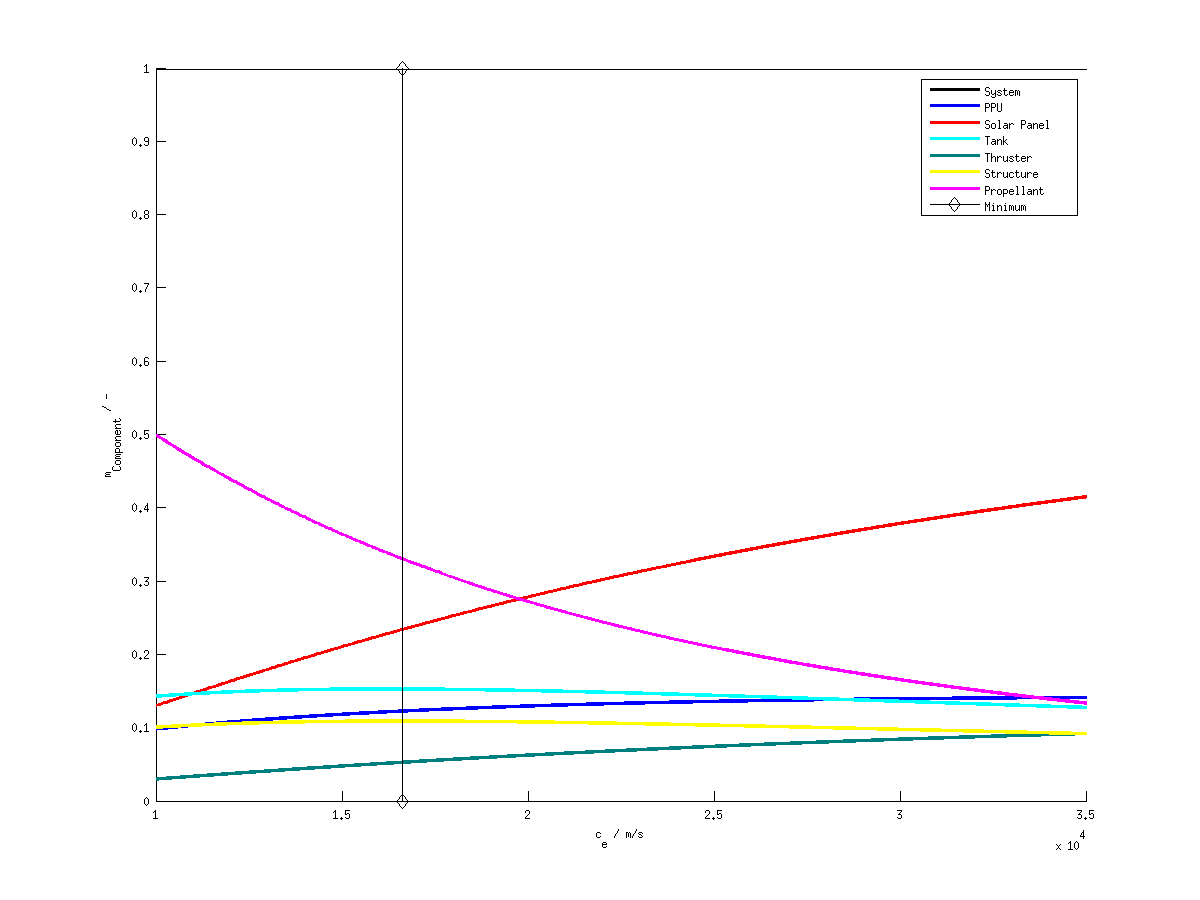 1
0.9
0.8
0.7
0.6
0.5
0.4
0.3
0.2
0.1
0
m_Component / -
System
PPU
Solar Panel
Tank
Thruster
Structure
Propellant
Minimum
1 1.5 2 2.5 3 3.5
c_e / m/s
x 10^4